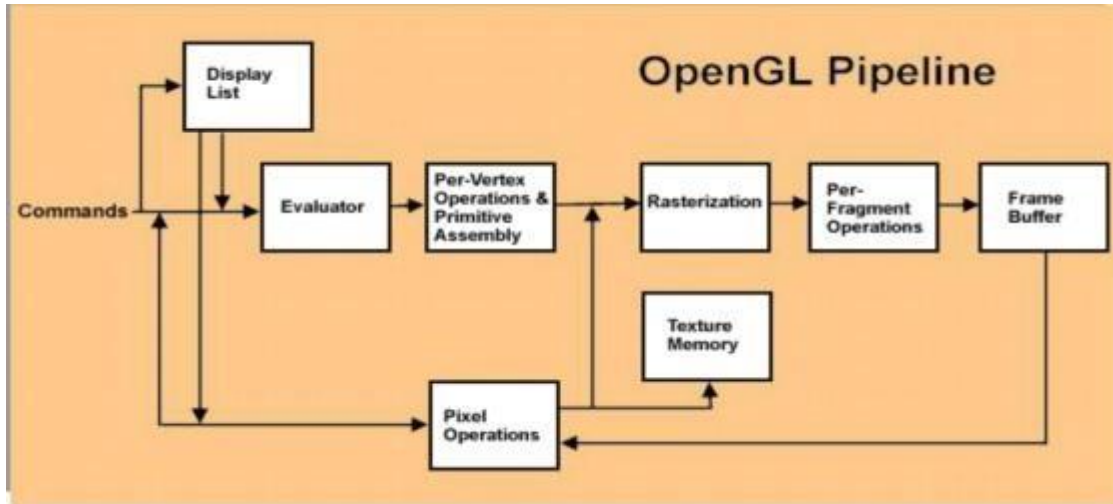 OpenGL Pipeline
Display
List
Commands
Evaluator
Per-Vertex
Operations &
Primitive
Assembly
Rasterization
Per-
Fragment
Operations
Frame
Buffer
Texture
Memory
Pixel
Operations